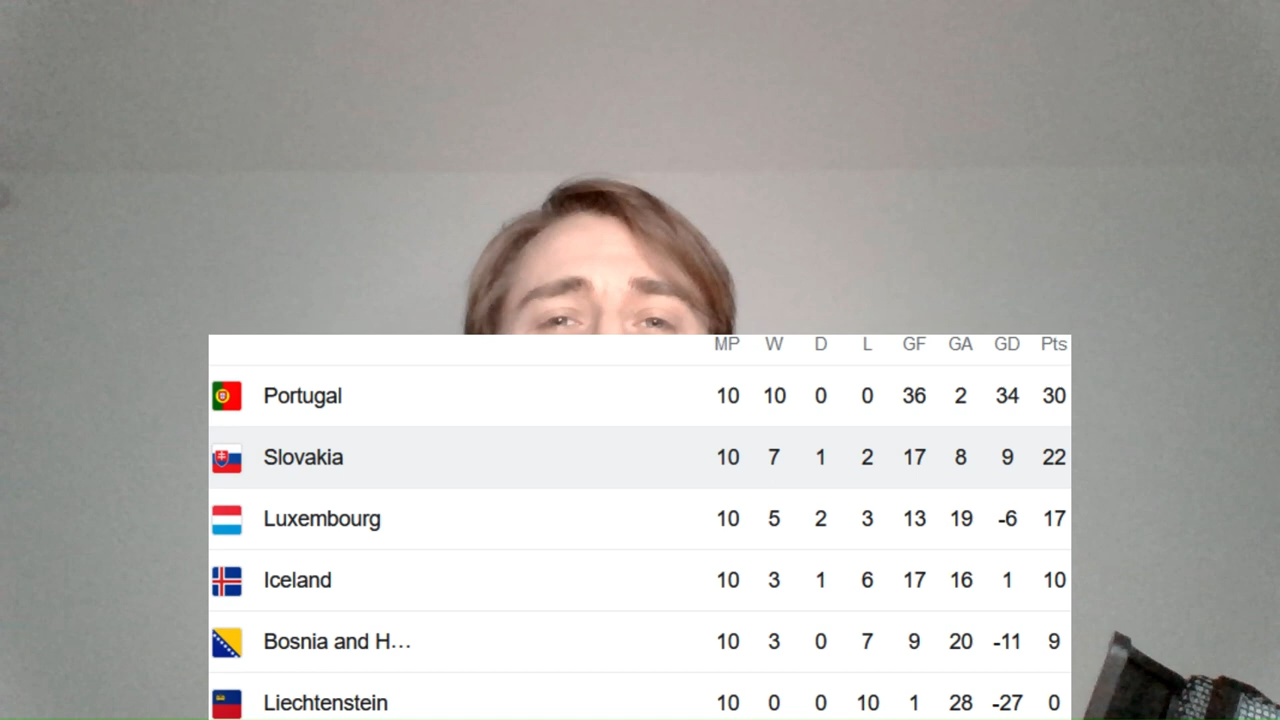 MP W D L GF GA GD Pts
Portugal 10 10 0 0 36 2 34 30
Slovakia 10 7 1 2 17 8 9 22
Luxembourg 10 5 2 3 13 19 -6 17
Iceland 10 3 1 6 17 16 1 10
Bosnia and H... 10 3 0 7 9 20 -11 9
Liechtenstein 10 0 0 10 1 28 -27 0